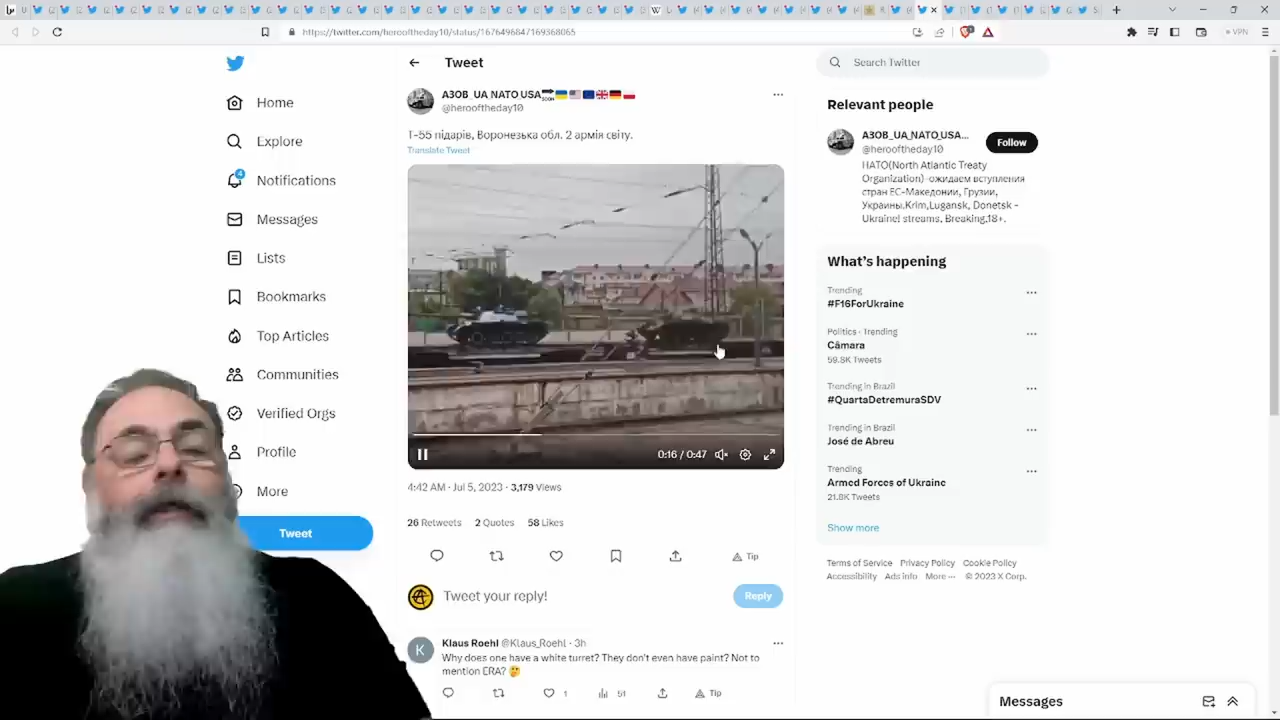 https://twitter.com/herooftheday10/status/1676496847169368065
VPN
Tweet
Search Twitter
Home
Explore
Notifications
4
Messages
Lists
Bookmarks
Top Articles
Communities
Verified Orgs
Profile
More
Tweet
АЗОВ_UA NATO USA
SOON
@herooftheday10
Т-55 підарів, Воронезька обл. 2 армія світу.
Translate Tweet
0:16 / 0:47
4:42 AM · Jul 5, 2023 · 3,179 Views
26 Retweets 2 Quotes 58 Likes
Tip
Tweet your reply!
Reply
K
Klaus Roehl @Klaus_Roehl · 3h
Why does one have a white turret? They don't even have paint? Not to
mention ERA? 🤔
1 51 Tip
Relevant people
АЗОВ_UA_NATO_USA...
@herooftheday10
Follow
НАТО(North Atlantic Treaty
Organization)-ожидаем вступления
стран ЕС-Македонии, Грузии,
Украины.Krim,Lugansk, Donetsk -
Ukraine! streams, Breaking.18+.
What's happening
Trending
#F16ForUkraine
Politics · Trending
Câmara
59.8K Tweets
Trending in Brazil
#QuartaDetremuraSDV
Trending in Brazil
José de Abreu
Trending
Armed Forces of Ukraine
21.8K Tweets
Show more
Terms of Service Privacy Policy Cookie Policy
Accessibility Ads info More ··· © 2023 X Corp.
Messages